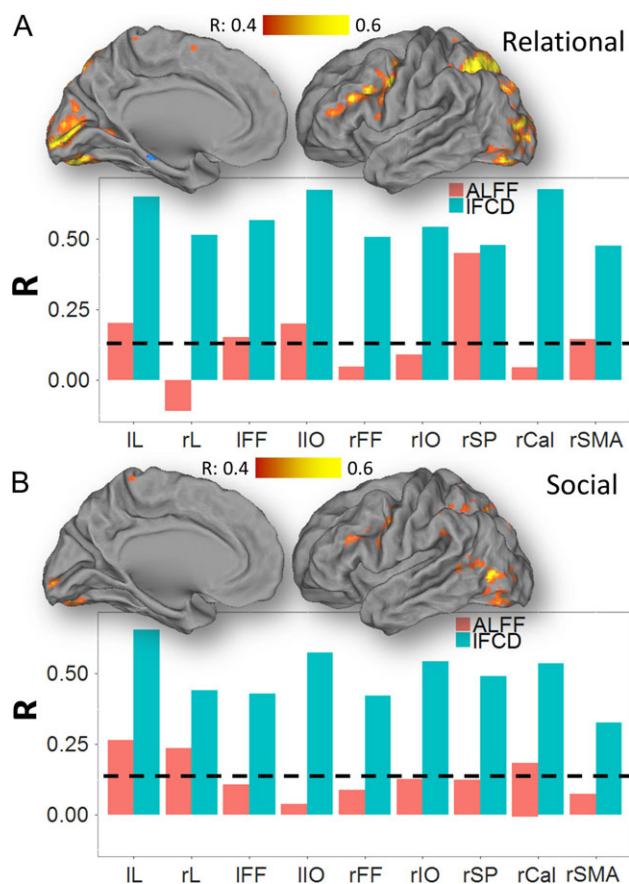 A
R: 0.4 0.6
Relational
ALFF
lFCD
0.50
0.25
0.00
R
lL rL lFF lIO rFF rIO rSP rCal rSMA
B
R: 0.4 0.6
Social
ALFF
lFCD
0.50
0.25
0.00
R
lL rL lFF lIO rFF rIO rSP rCal rSMA